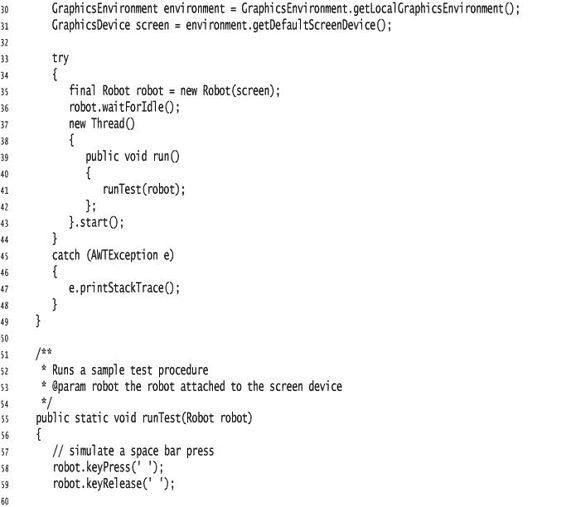 30 GraphicsEnvironment environment = GraphicsEnvironment.getLocalGraphicsEnvironment();
31 GraphicsDevice screen = environment.getDefaultScreenDevice();
32
33 try
34 {
35 final Robot robot = new Robot(screen);
36 robot.waitForIdle();
37 new Thread()
38 {
39 public void run()
40 {
41 runTest(robot);
42 };
43 }.start();
44 }
45 catch (AWTException e)
46 {
47 e.printStackTrace();
48 }
49 }
50
51 /**
52 * Runs a sample test procedure
53 * @param robot the robot attached to the screen device
54 */
55 public static void runTest(Robot robot)
56 {
57 // simulate a space bar press
58 robot.keyPress(' ');
59 robot.keyRelease(' ');
60